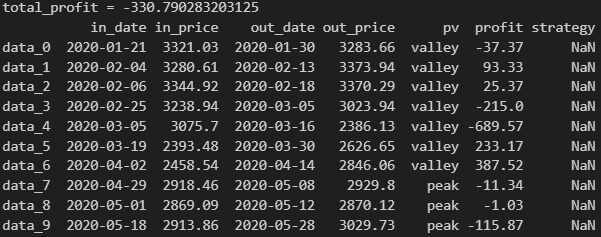 total_profit = -330.790283203125
in_date in_price out_date out_price pv profit strategy
data_0 2020-01-21 3321.03 2020-01-30 3283.66 valley -37.37 NaN
data_1 2020-02-04 3280.61 2020-02-13 3373.94 valley 93.33 NaN
data_2 2020-02-06 3344.92 2020-02-18 3370.29 valley 25.37 NaN
data_3 2020-02-25 3238.94 2020-03-05 3023.94 valley -215.0 NaN
data_4 2020-03-05 3075.7 2020-03-16 2386.13 valley -689.57 NaN
data_5 2020-03-19 2393.48 2020-03-30 2626.65 valley 233.17 NaN
data_6 2020-04-02 2458.54 2020-04-14 2846.06 valley 387.52 NaN
data_7 2020-04-29 2918.46 2020-05-08 2929.8 peak -11.34 NaN
data_8 2020-05-01 2869.09 2020-05-12 2870.12 peak -1.03 NaN
data_9 2020-05-18 2913.86 2020-05-28 3029.73 peak -115.87 NaN